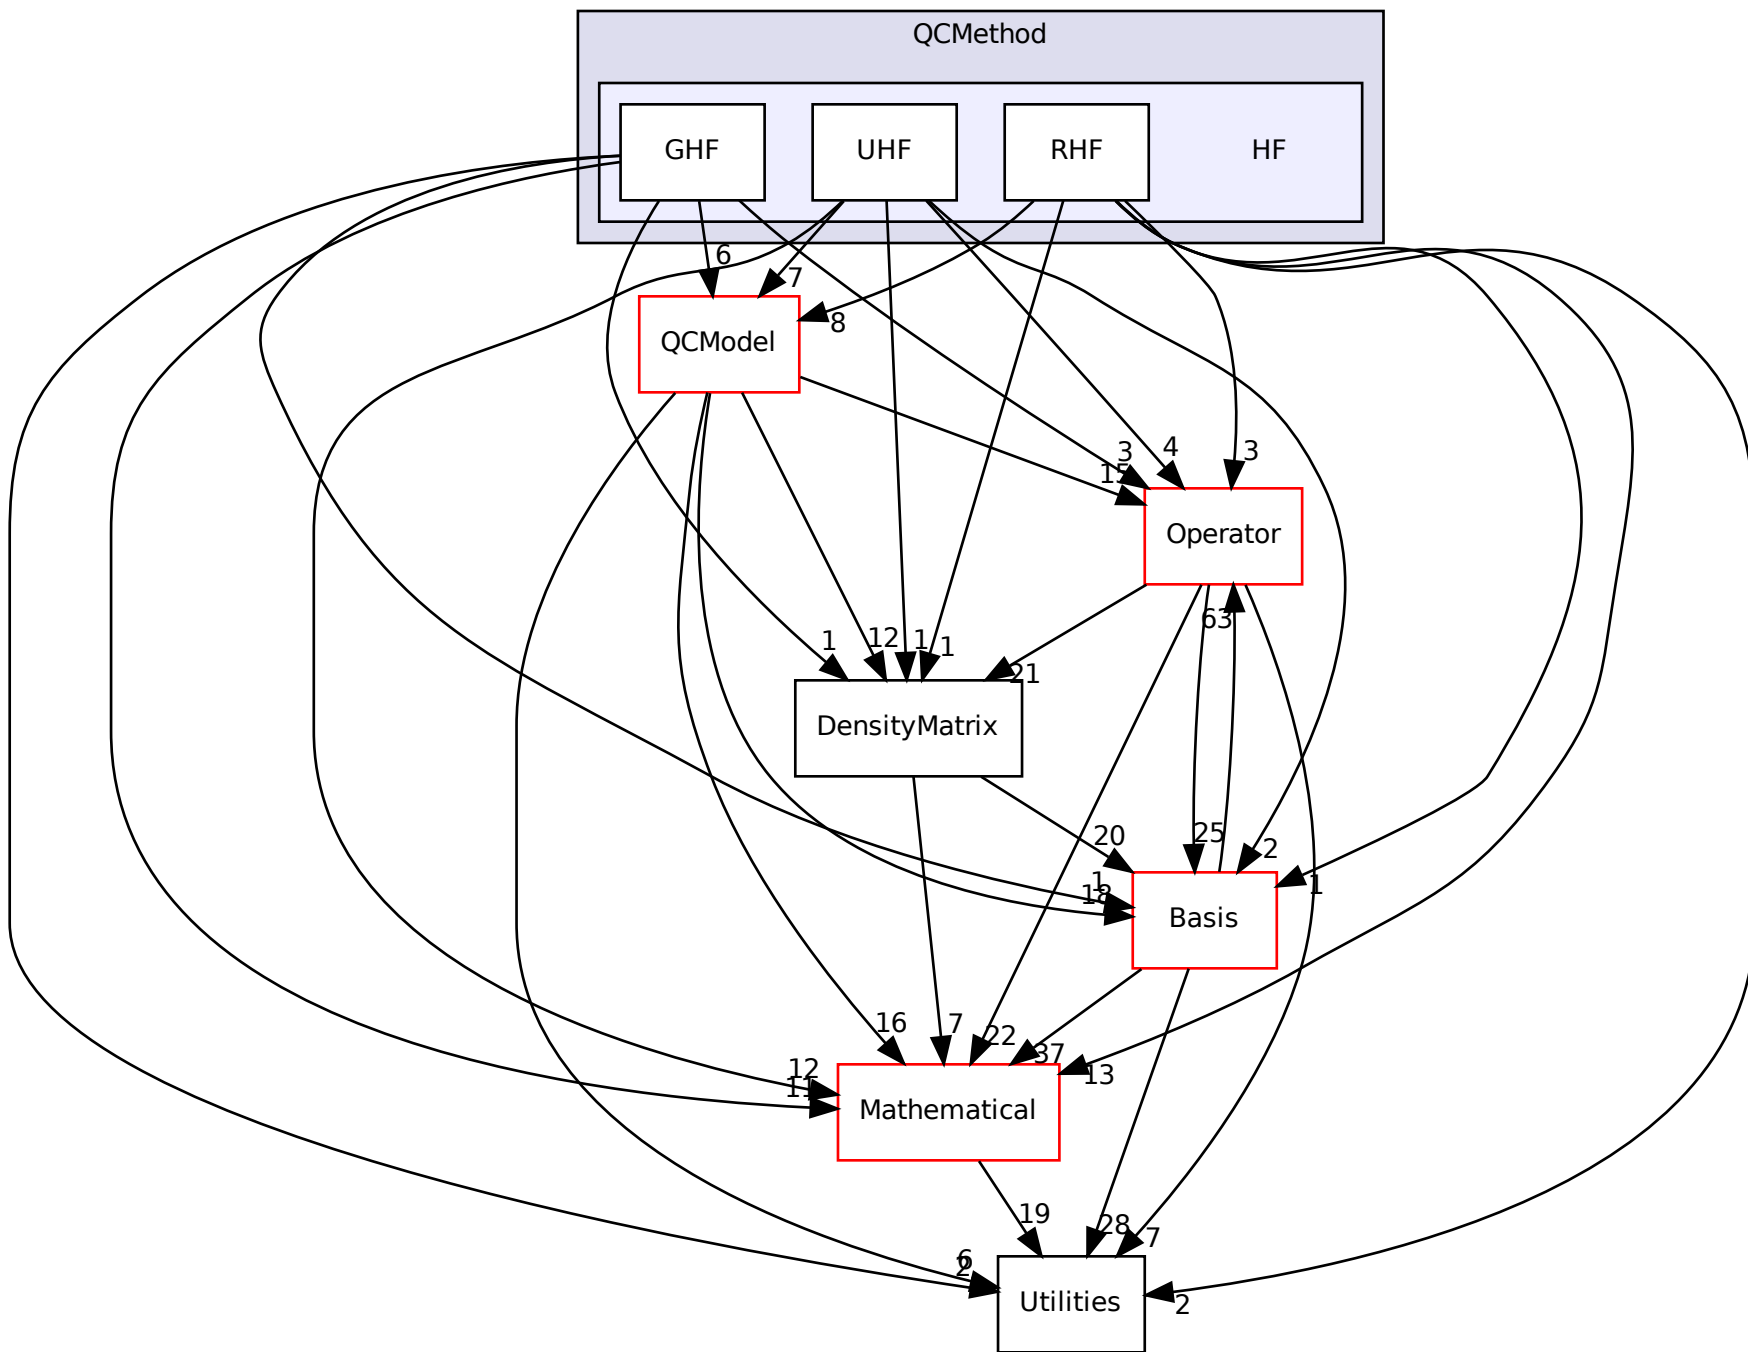 QCMethod
GHF
UHF
RHF
HF
6
7
8
QCModel
3
4
3
15
Operator
63
1
12
1
1
21
DensityMatrix
20
25
2
1
18
1
Basis
16
7
22
37
13
12
11
Mathematical
19
28
7
6
2
2
Utilities